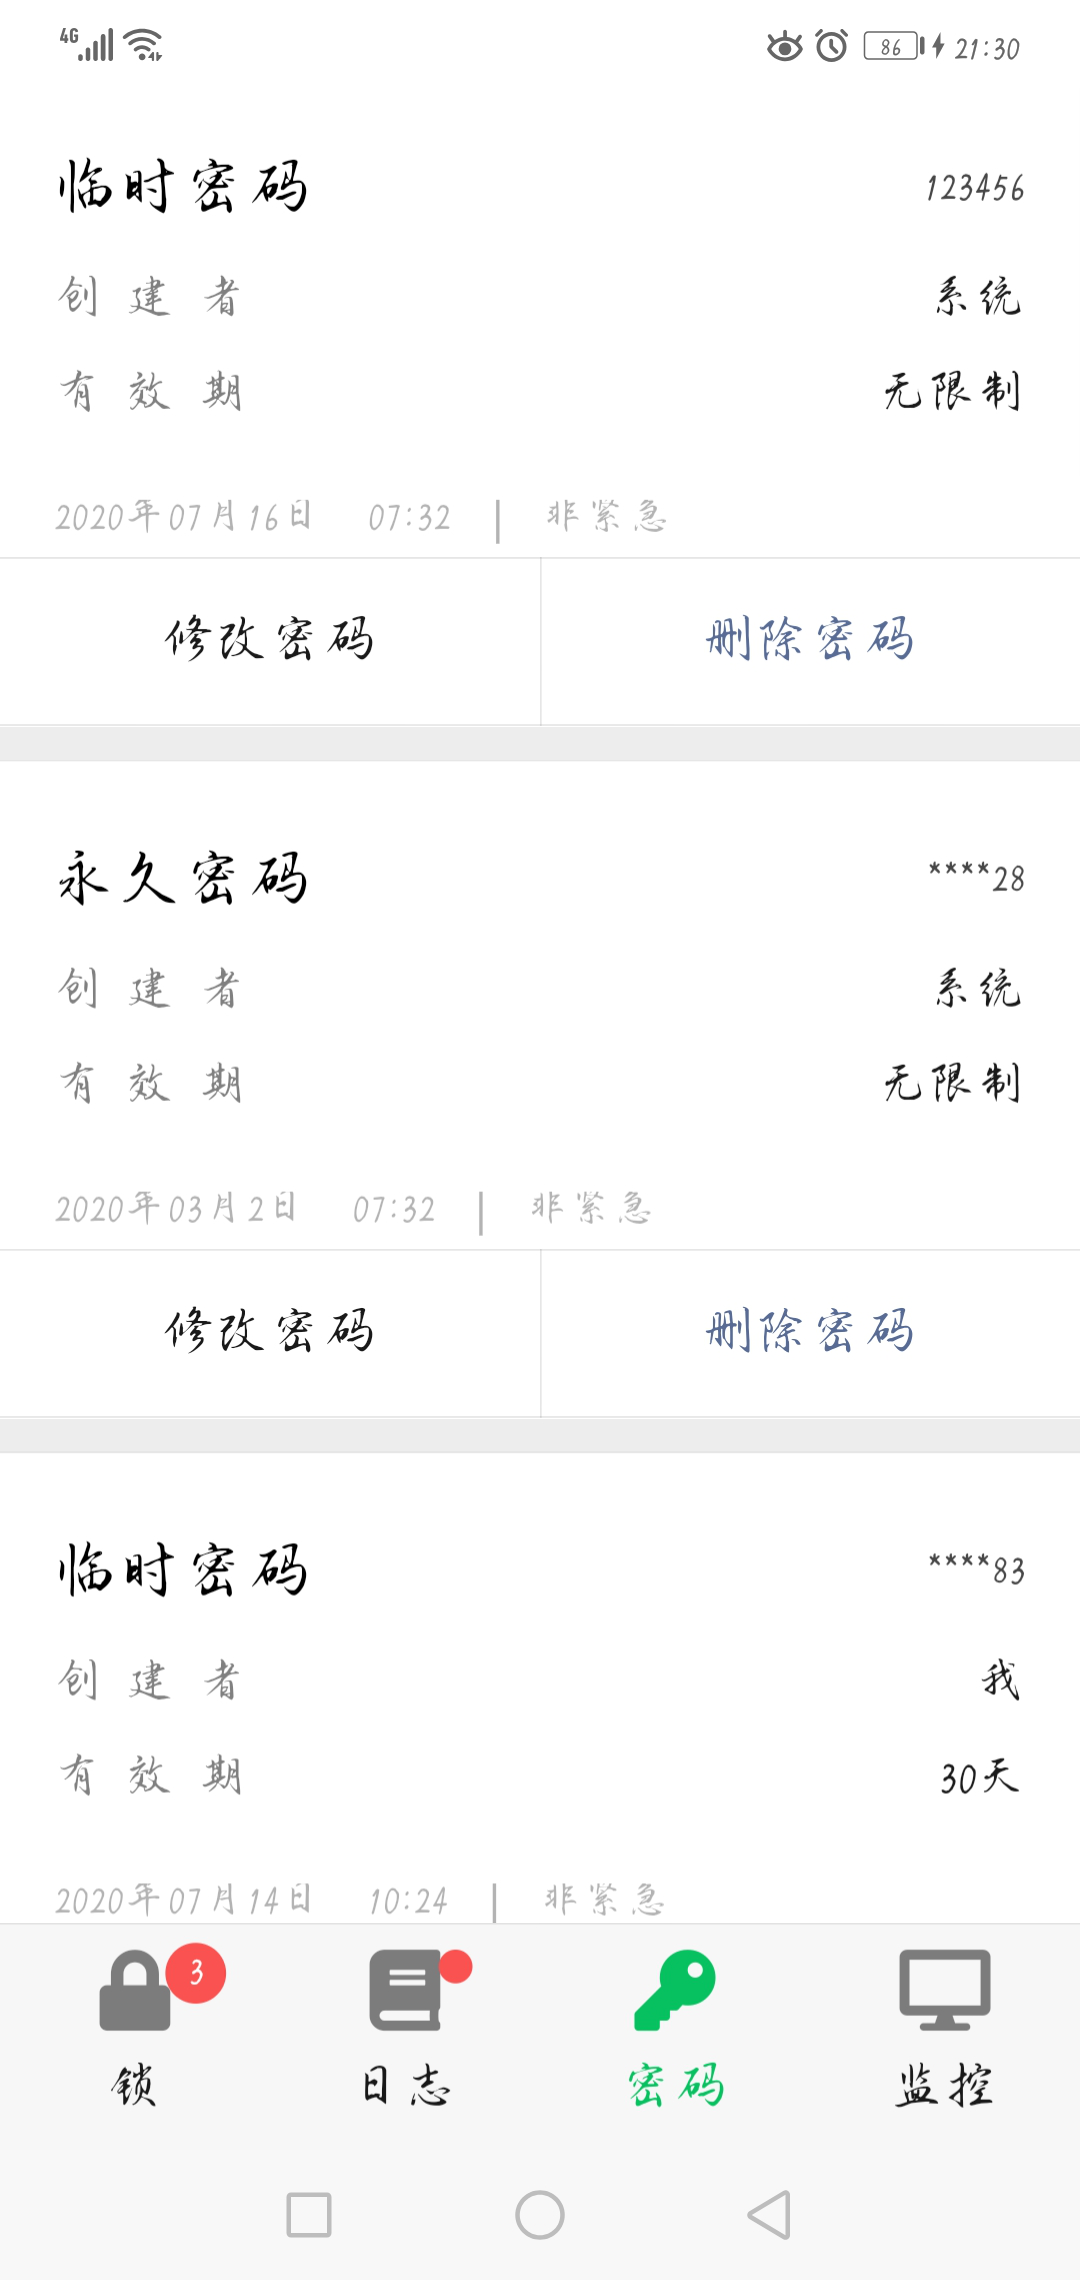 4G 86 21:30
临时密码 123456
创建者 系统
有效期 无限制
2020年07月16日 07:32 | 非紧急
修改密码 删除密码
永久密码 ****28
创建者 系统
有效期 无限制
2020年03月2日 07:32 | 非紧急
修改密码 删除密码
临时密码 ****83
创建者 我
有效期 30天
2020年07月14日 10:24 | 非紧急
3
锁 日志 密码 监控